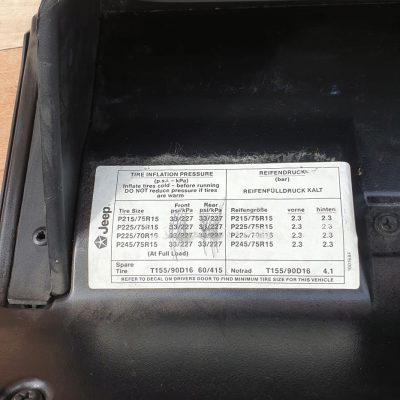 Jeep
TIRE INFLATION PRESSURE
(p.s.i. - kPa)
Inflate tires cold - before running
DO NOT reduce pressure if tires
are warm
Tire Size Front psi/kPa Rear psi/kPa
P215/75R15 33/227 33/227
P225/75R15 33/227 33/227
P225/70R15 33/227 33/227
P245/75R15 33/227 33/227
(At Full Load)
Spare Tire T155/90D16 60/415
REIFENDRUCK
(bar)
REIFENFÜLLDRUCK KALT
Reifengröße vorne hinten
P215/75R15 2.3 2.3
P225/75R15 2.3 2.3
P225/70R15 2.3 2.3
P245/75R15 2.3 2.3
Notrad T155/90D16 4.1
REFER TO DECAL ON DRIVERS DOOR TO FIND MINIMUM TIRE SIZE FOR THIS VEHICLE